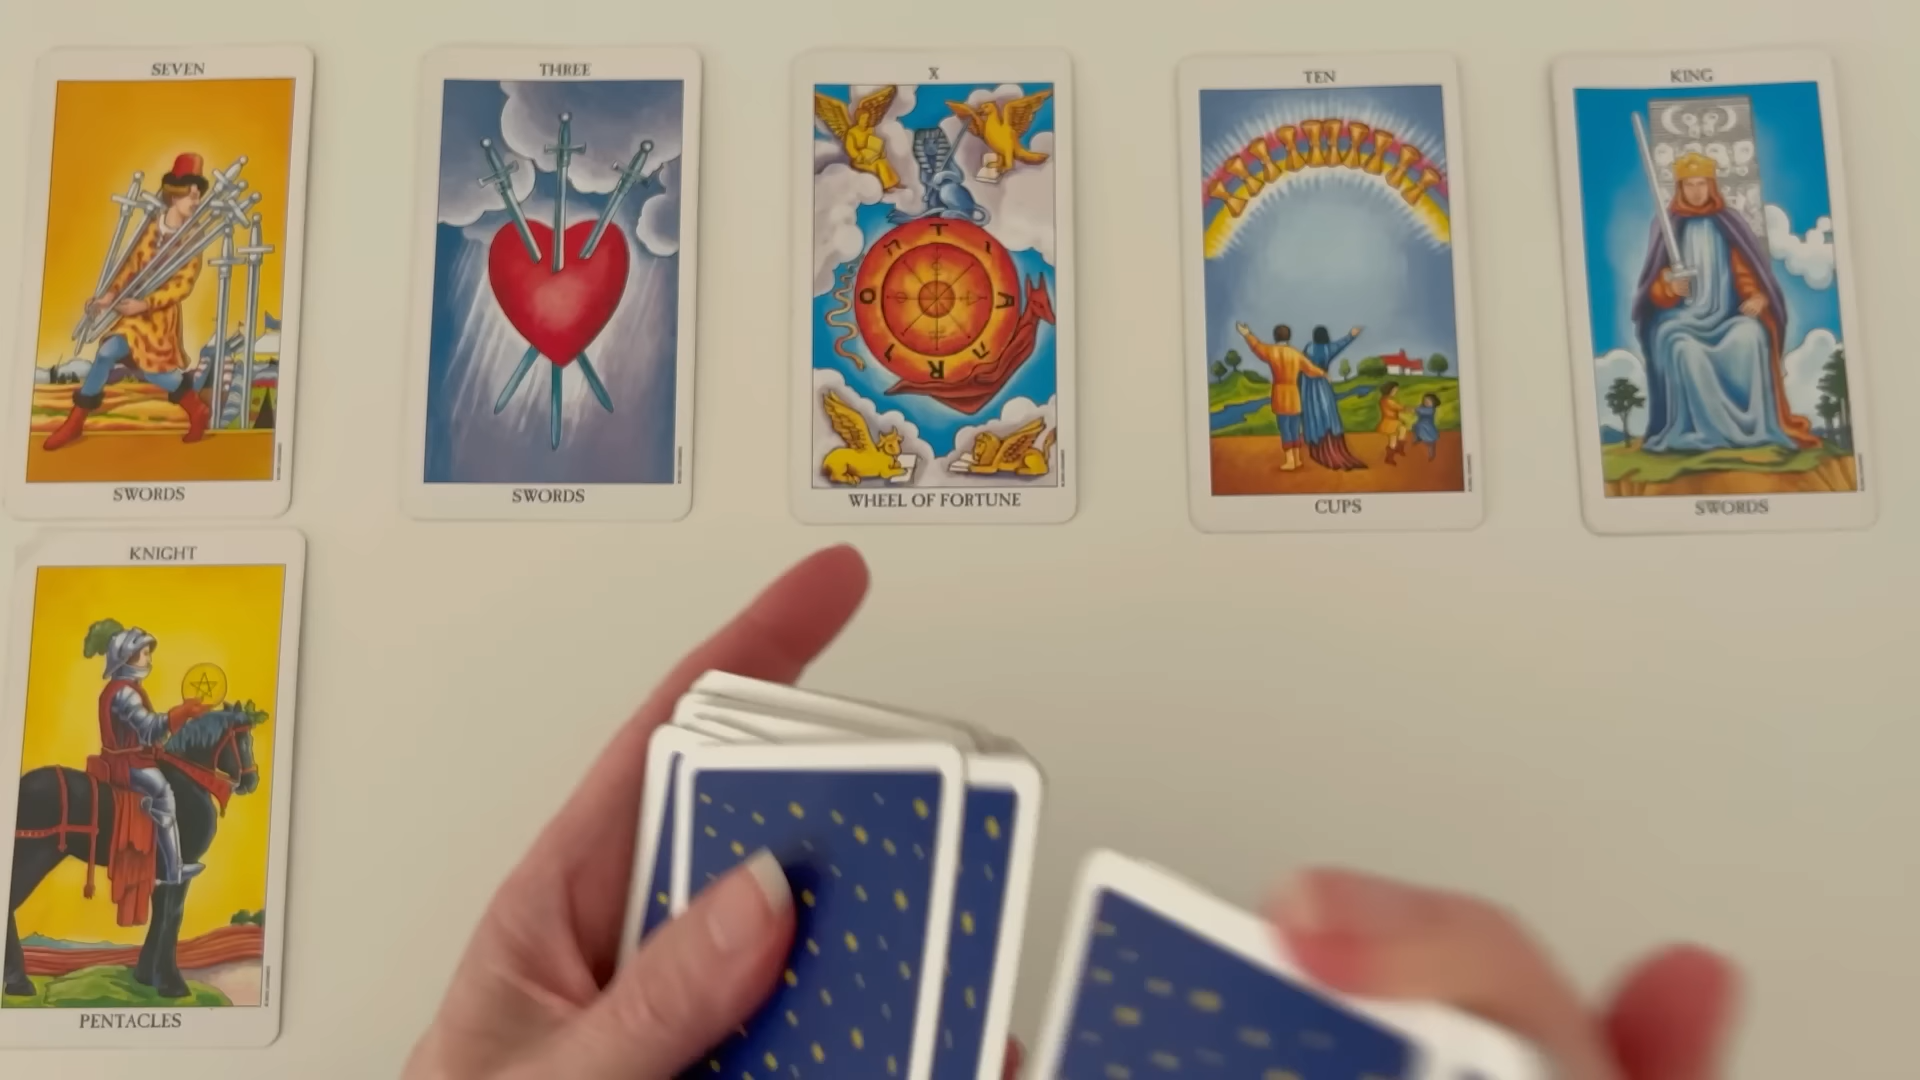 SEVEN
SWORDS
THREE
SWORDS
X
WHEEL OF FORTUNE
TEN
CUPS
KING
SWORDS
KNIGHT
PENTACLES